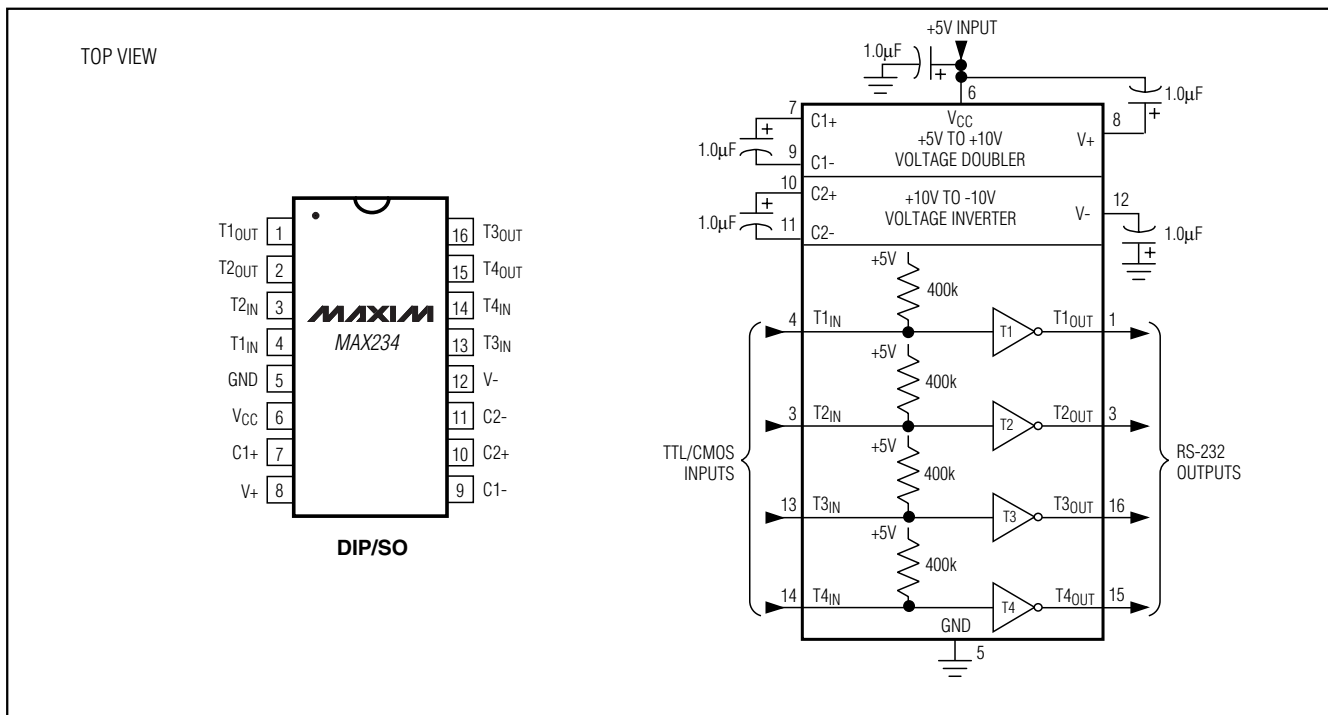 TOP VIEW
T1OUT 1
T2OUT 2
T2IN 3
T1IN 4
GND 5
VCC 6
C1+ 7
V+ 8
MAXIM
MAX234
16 T3OUT
15 T4OUT
14 T4IN
13 T3IN
12 V-
11 C2-
10 C2+
9 C1-
DIP/SO
+5V INPUT
1.0µF
+
6
1.0µF
+
7
C1+
VCC
+5V TO +10V
VOLTAGE DOUBLER
V+
8
1.0µF
+
9
C1-
10
C2+
+10V TO -10V
VOLTAGE INVERTER
V-
12
1.0µF
+
11
C2-
1.0µF
+
+5V
400k
4 T1IN
T1
T1OUT 1
+5V
400k
3 T2IN
T2
T2OUT 3
+5V
400k
TTL/CMOS
INPUTS
RS-232
OUTPUTS
13 T3IN
T3
T3OUT 16
+5V
400k
14 T4IN
T4
T4OUT 15
GND
5